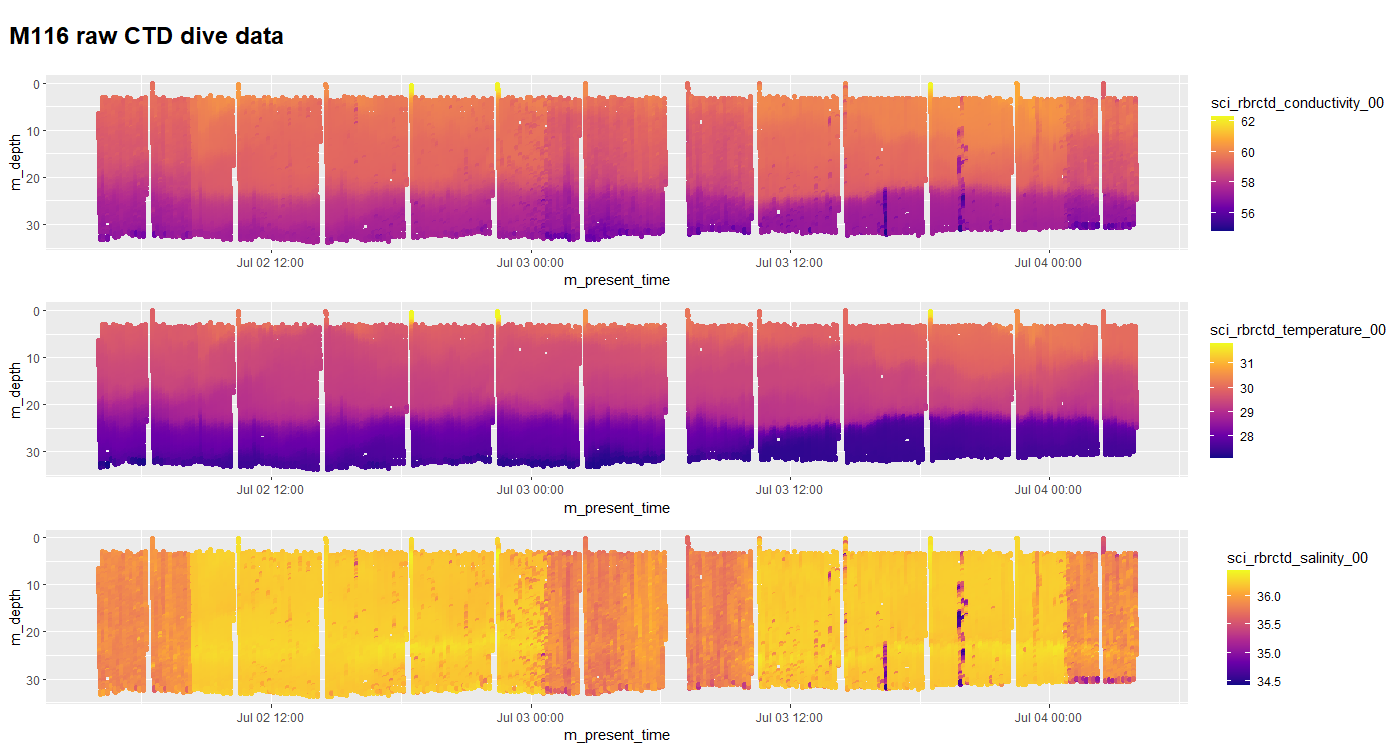 M116 raw CTD dive data
sci_rbrctd_conductivity_00
62
60
58
56
m_depth
0
10
20
30
Jul 02 12:00
Jul 03 00:00
Jul 03 12:00
Jul 04 00:00
m_present_time
sci_rbrctd_temperature_00
31
30
29
28
m_depth
0
10
20
30
Jul 02 12:00
Jul 03 00:00
Jul 03 12:00
Jul 04 00:00
m_present_time
sci_rbrctd_salinity_00
36.0
35.5
35.0
34.5
m_depth
0
10
20
30
Jul 02 12:00
Jul 03 00:00
Jul 03 12:00
Jul 04 00:00
m_present_time